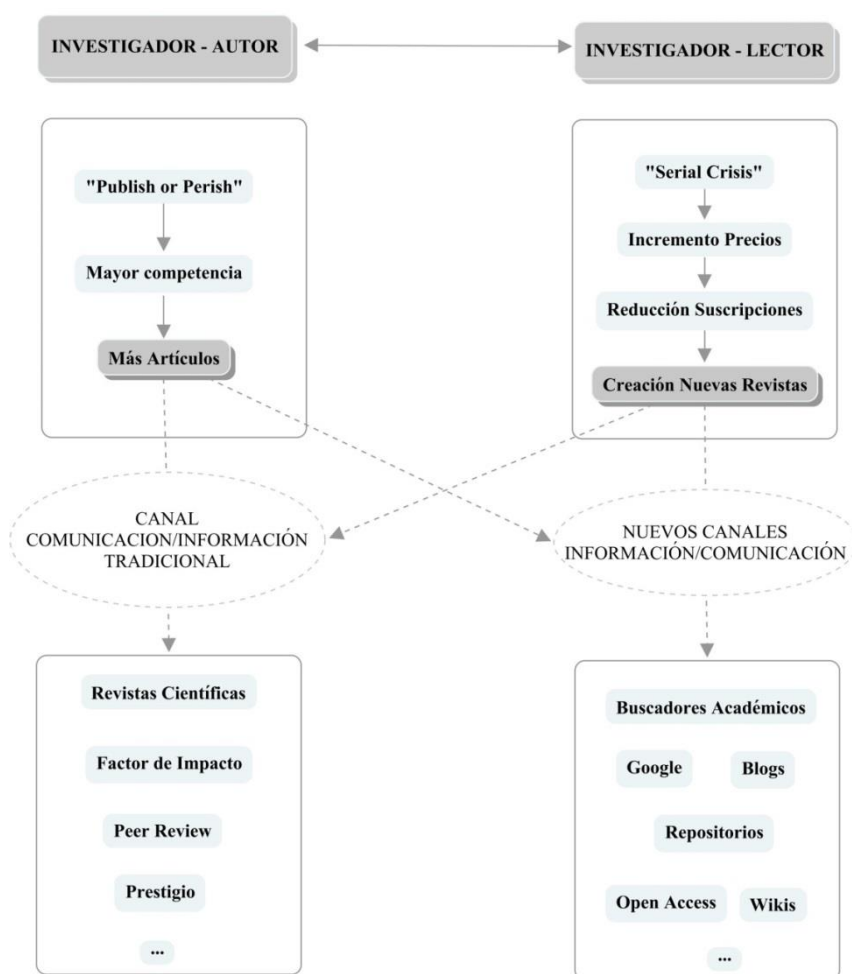 INVESTIGADOR - AUTOR
INVESTIGADOR - LECTOR
"Publish or Perish"
Mayor competencia
Más Artículos
"Serial Crisis"
Incremento Precios
Reducción Suscripciones
Creación Nuevas Revistas
CANAL
COMUNICACION/INFORMACIÓN
TRADICIONAL
NUEVOS CANALES
INFORMACIÓN/COMUNICACIÓN
Revistas Científicas
Factor de Impacto
Peer Review
Prestigio
...
Buscadores Académicos
Google
Blogs
Repositorios
Open Access
Wikis
...